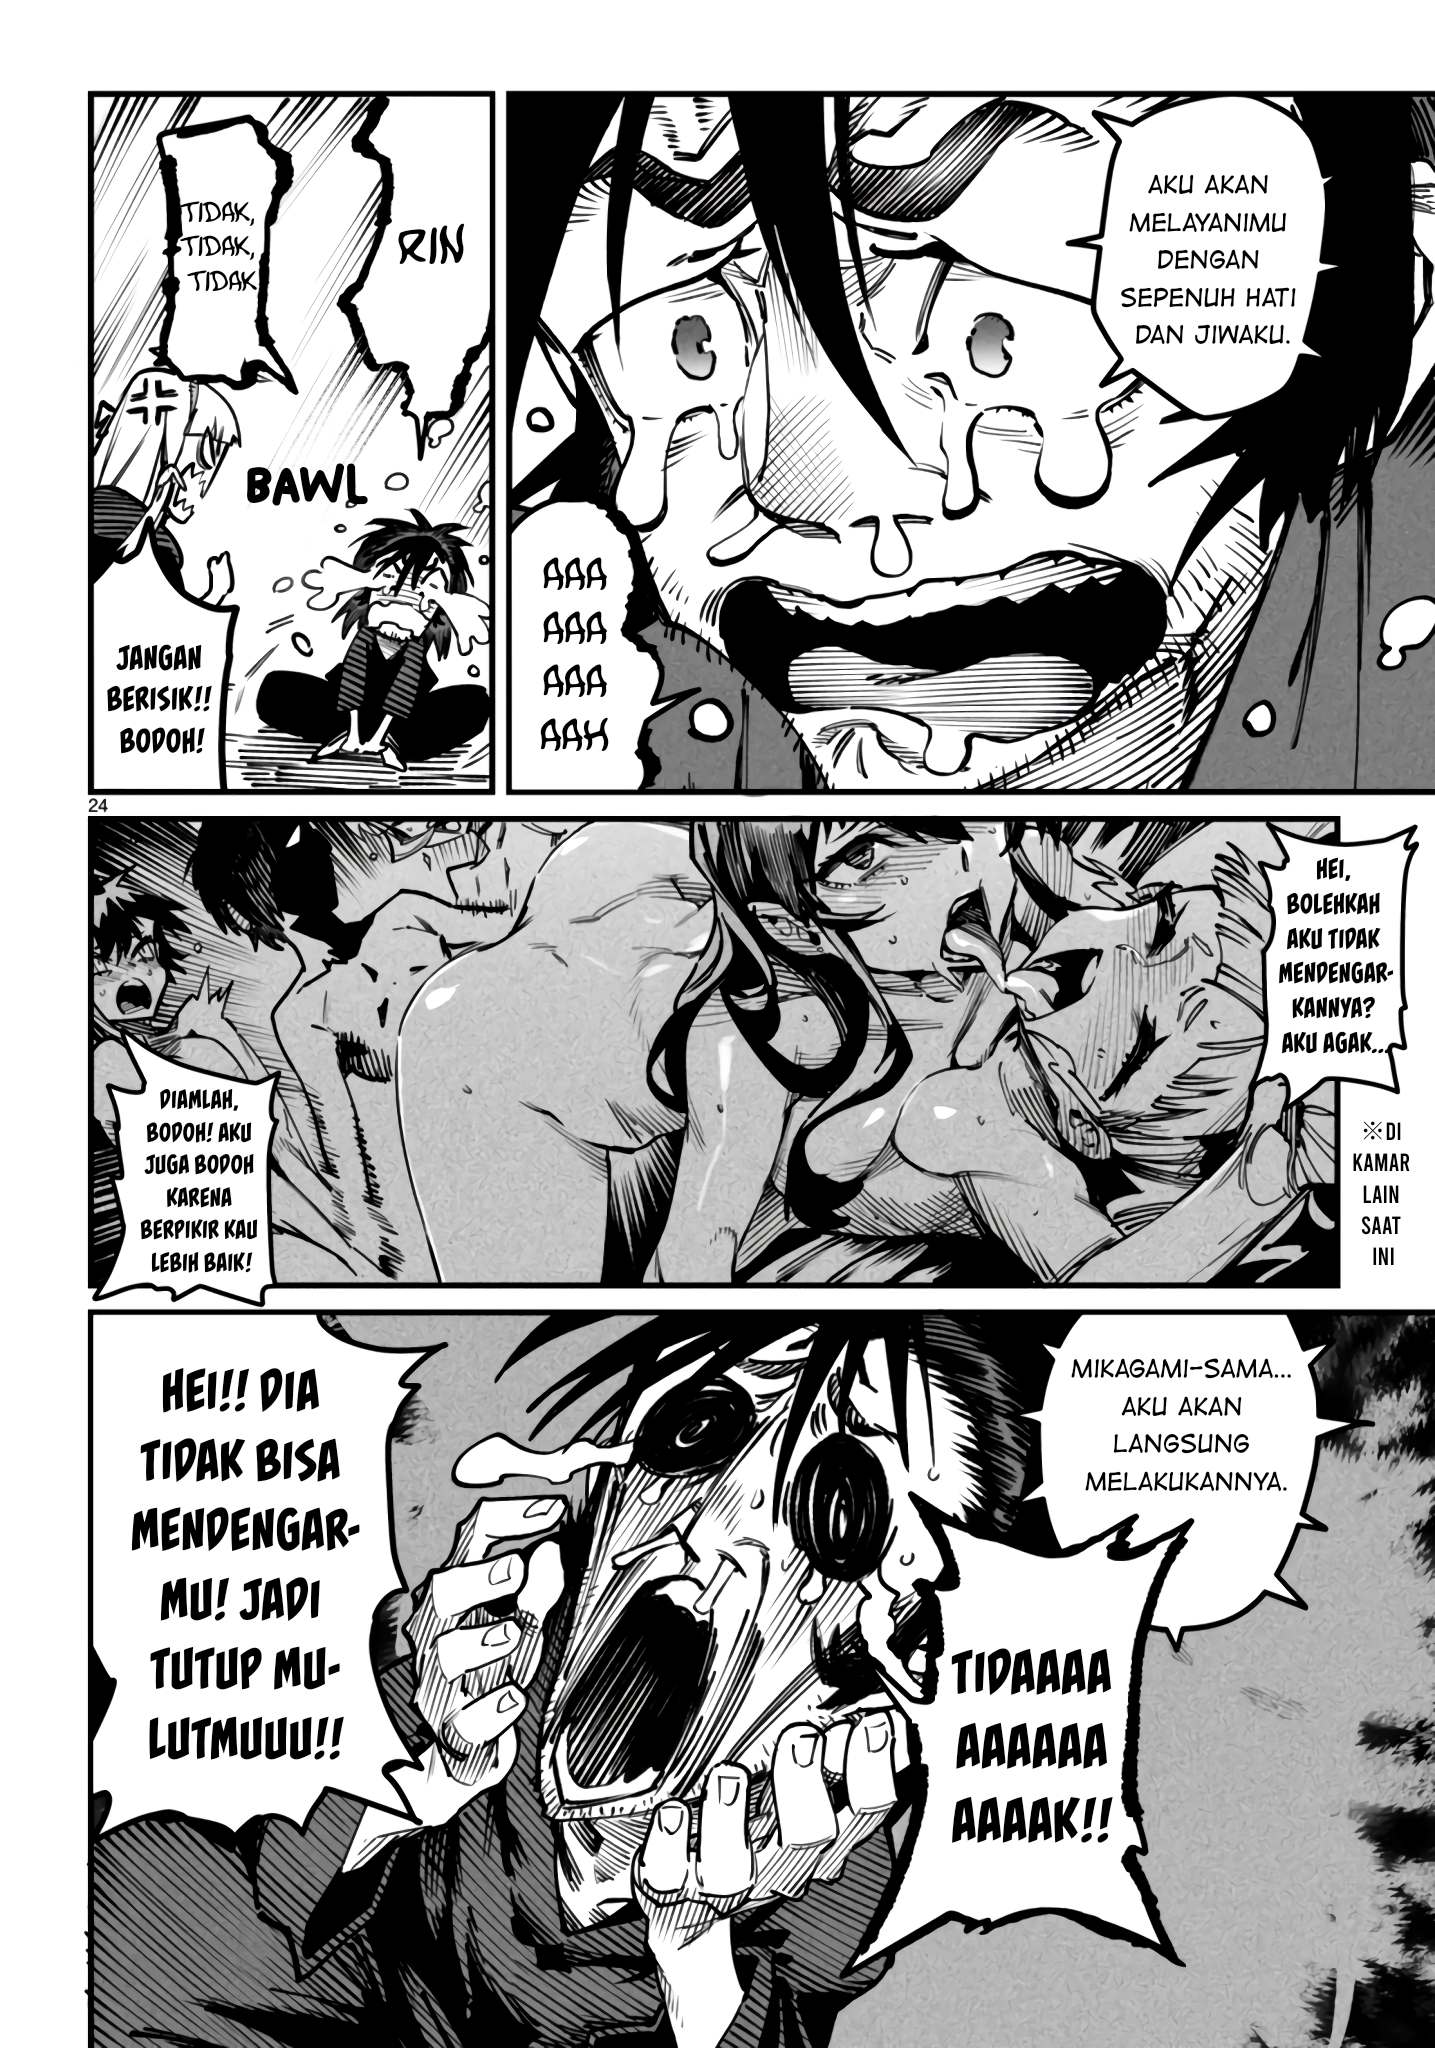 AKU AKAN
MELAYANIMU
DENGAN
SEPENUH HATI
DAN JIWAKU.
AAA
AAA
AAA
AAH
RIN
TIDAK,
TIDAK,
TIDAK
BAWL
JANGAN
BERISIK!!
BODOH!
24
HEI,
BOLEHKAH
AKU TIDAK
MENDENGAR-
KANNYA?
AKU AGAK...
※DI
KAMAR
LAIN
SAAT
INI
DIAMLAH,
BODOH! AKU
JUGA BODOH
KARENA
BERPIKIR KAU
LEBIH BAIK!
MIKAGAMI-SAMA...
AKU AKAN
LANGSUNG
MELAKUKANNYA.
TIDAAAA
AAAAAA
AAAAK!!
HEI!! DIA
TIDAK BISA
MENDENGAR-
MU! JADI
TUTUP MU-
LUTMUUU!!